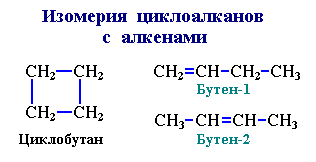 Изомерия циклоалканов
с алкенами
CH₂–CH₂
CH₂–CH₂
Циклобутан
CH₂=CH–CH₂–CH₃
Бутен-1
CH₃–CH=CH–CH₃
Бутен-2